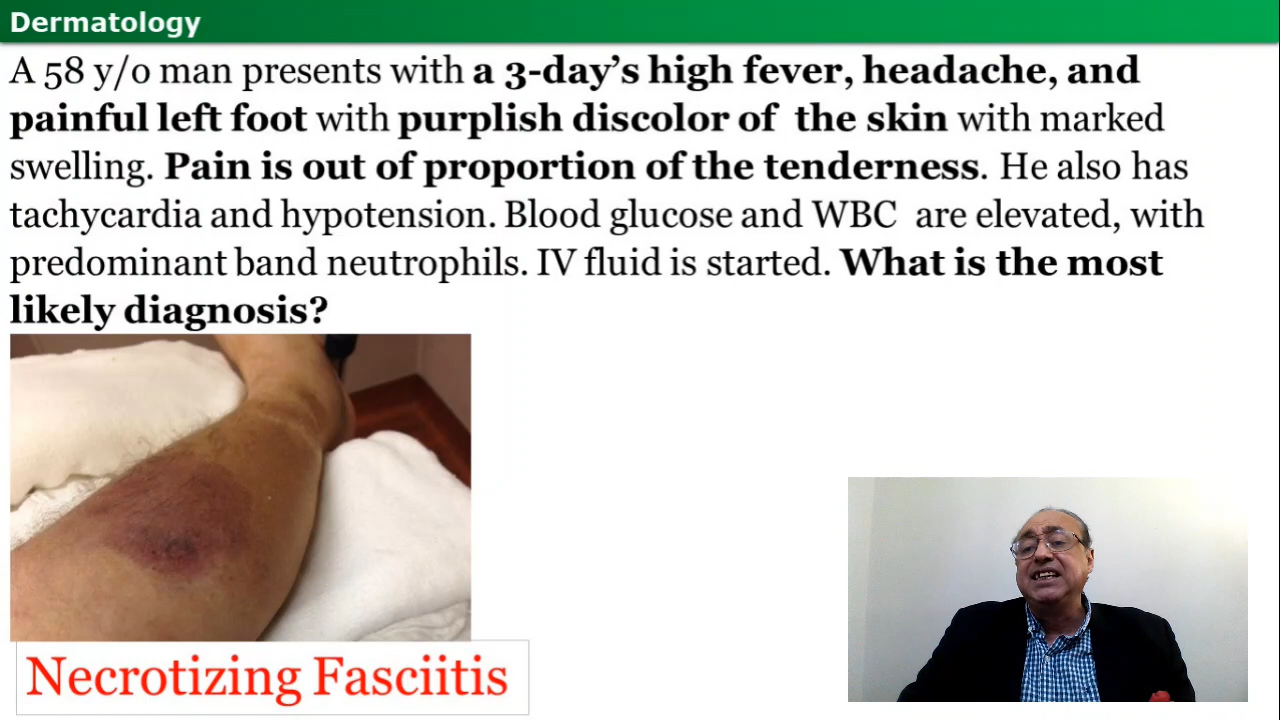 Dermatology
A 58 y/o man presents with a 3-day's high fever, headache, and
painful left foot with purplish discolor of the skin with marked
swelling. Pain is out of proportion of the tenderness. He also has
tachycardia and hypotension. Blood glucose and WBC are elevated, with
predominant band neutrophils. IV fluid is started. What is the most
likely diagnosis?
Necrotizing Fasciitis